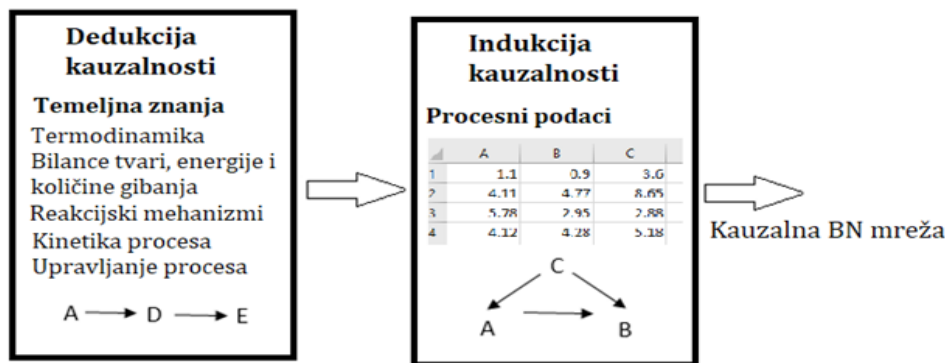 Dedukcija
kauzalnosti
Temeljna znanja
Termodinamika
Bilance tvari, energije i
količine gibanja
Reakcijski mehanizmi
Kinetika procesa
Upravljanje procesa
A D E
Indukcija
kauzalnosti
Procesni podaci
A B C
1 1.1 0.9 3.6
2 4.11 4.77 8.65
3 5.78 2.95 2.88
4 4.12 4.28 5.18
C
A B
Kauzalna BN mreža